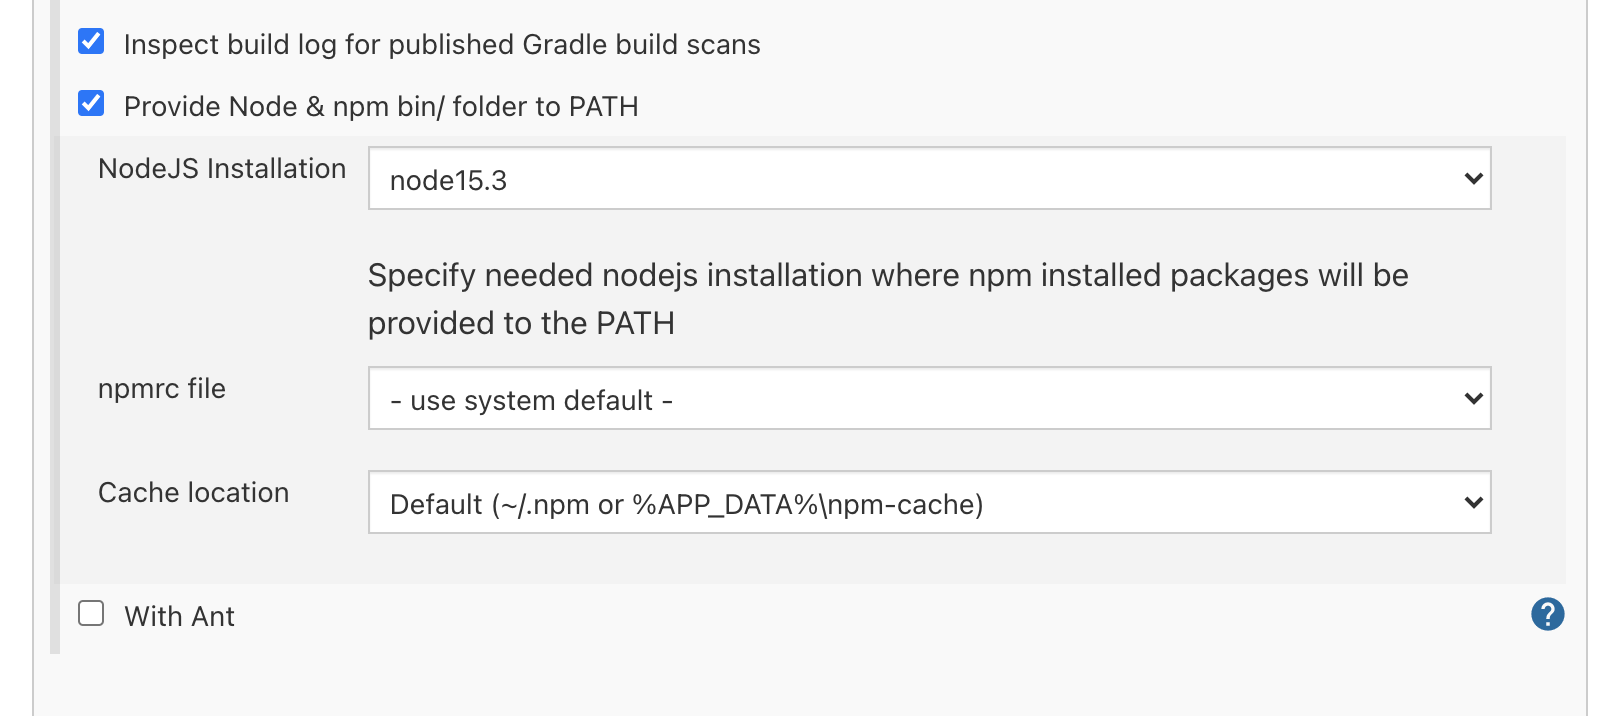 Inspect build log for published Gradle build scans
Provide Node & npm bin/ folder to PATH
NodeJS Installation
node15.3
Specify needed nodejs installation where npm installed packages will be
provided to the PATH
npmrc file
- use system default -
Cache location
Default (~/.npm or %APP_DATA%\npm-cache)
With Ant
?